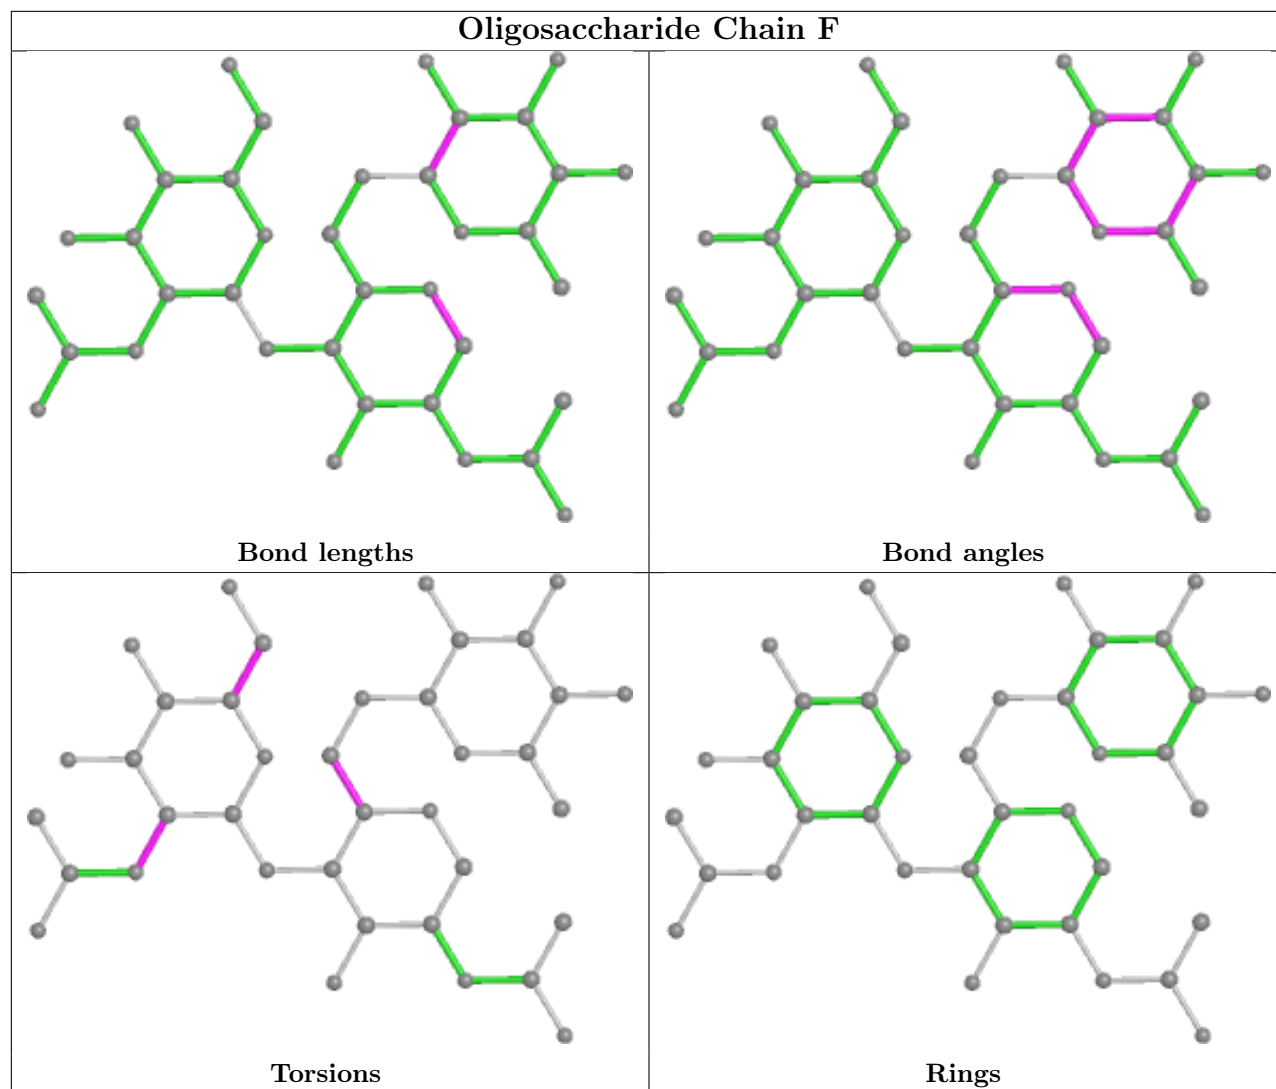 Oligosaccharide Chain F
Bond lengths
Bond angles
Torsions
Rings